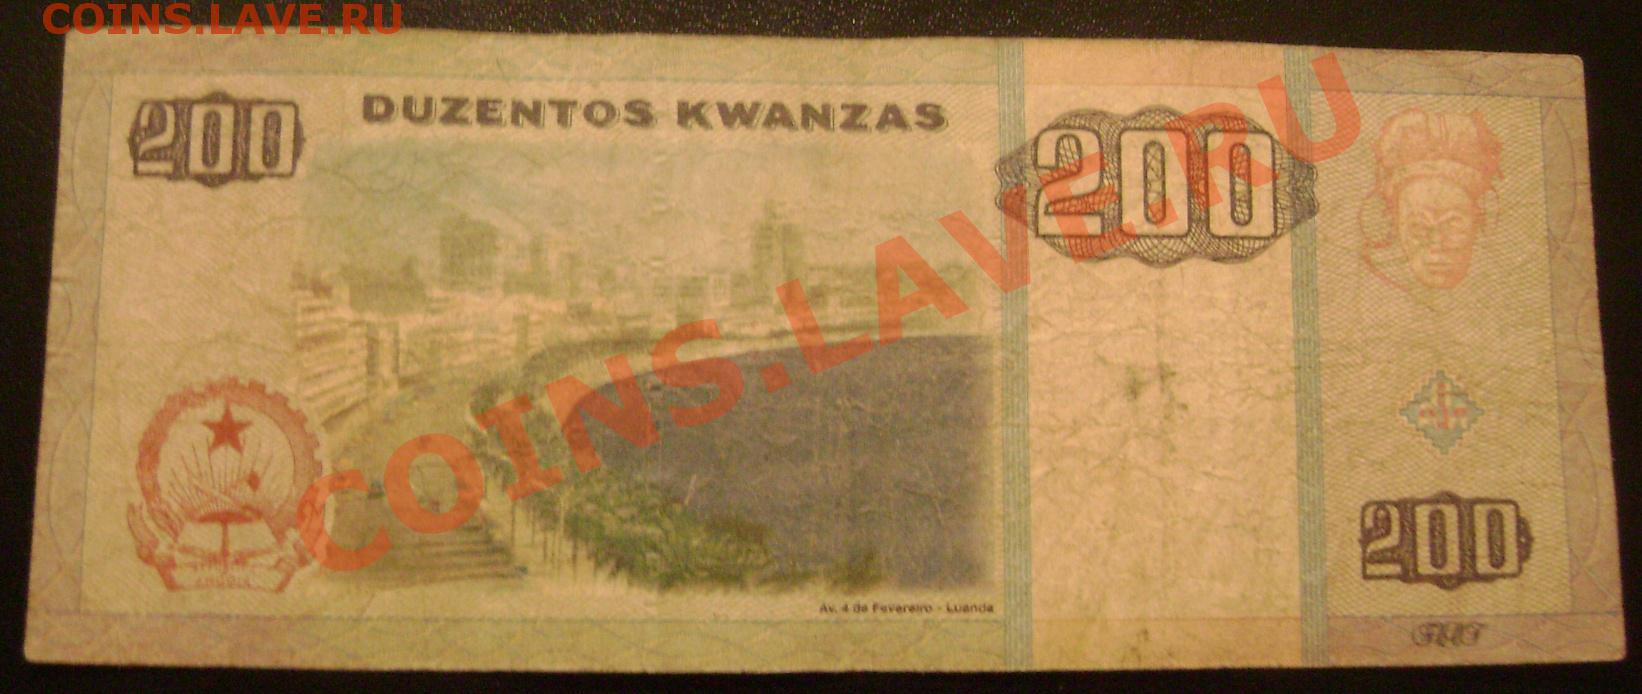 COINS.LAVE.RU
200
DUZENTOS KWANZAS
200
COINS.LAVE.RU
200
Av. 4 de Fevereiro - Luanda